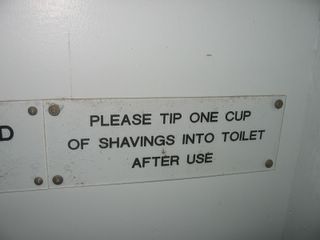 D
PLEASE TIP ONE CUP
OF SHAVINGS INTO TOILET
AFTER USE